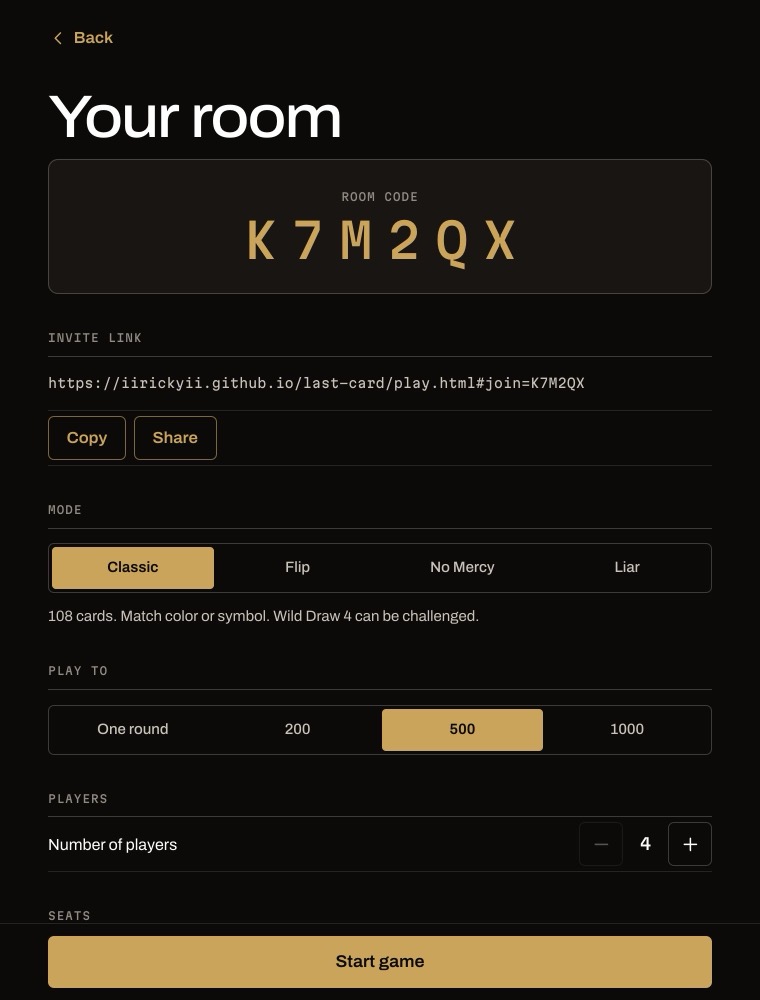 Back
Your room
ROOM CODE
K7M2QX
INVITE LINK
https://iirickyii.github.io/last-card/play.html#join=K7M2QX
Copy Share
MODE
Classic Flip No Mercy Liar
108 cards. Match color or symbol. Wild Draw 4 can be challenged.
PLAY TO
One round 200 500 1000
PLAYERS
Number of players − 4 +
SEATS
Start game